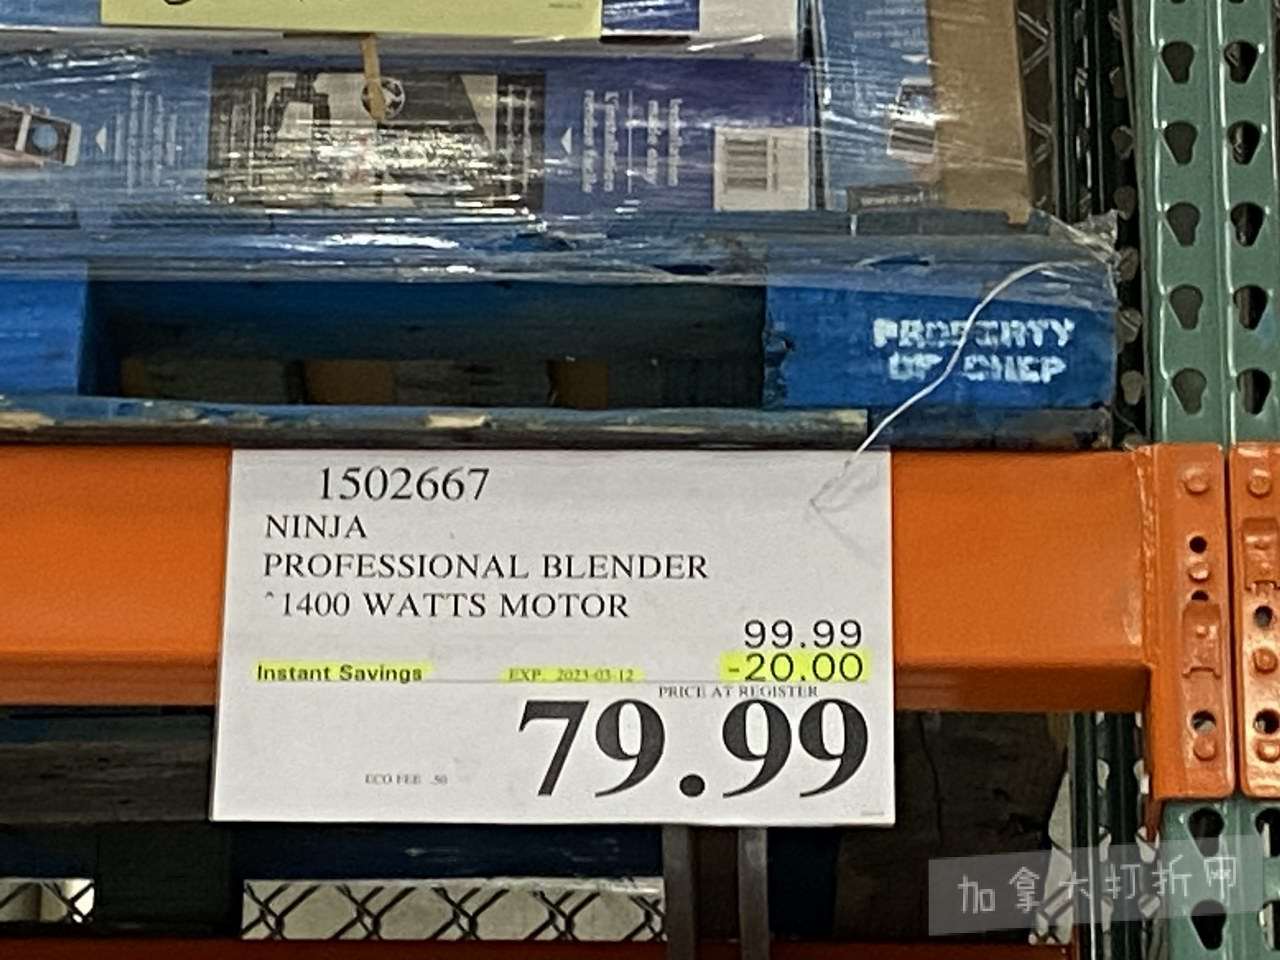 PROPERTY
OF CHEP
1502667
NINJA
PROFESSIONAL BLENDER
^1400 WATTS MOTOR
99.99
Instant Savings EXP. 2023-03-12 -20.00
PRICE AT REGISTER
79.99
ECO FEE .50
加拿大打折网